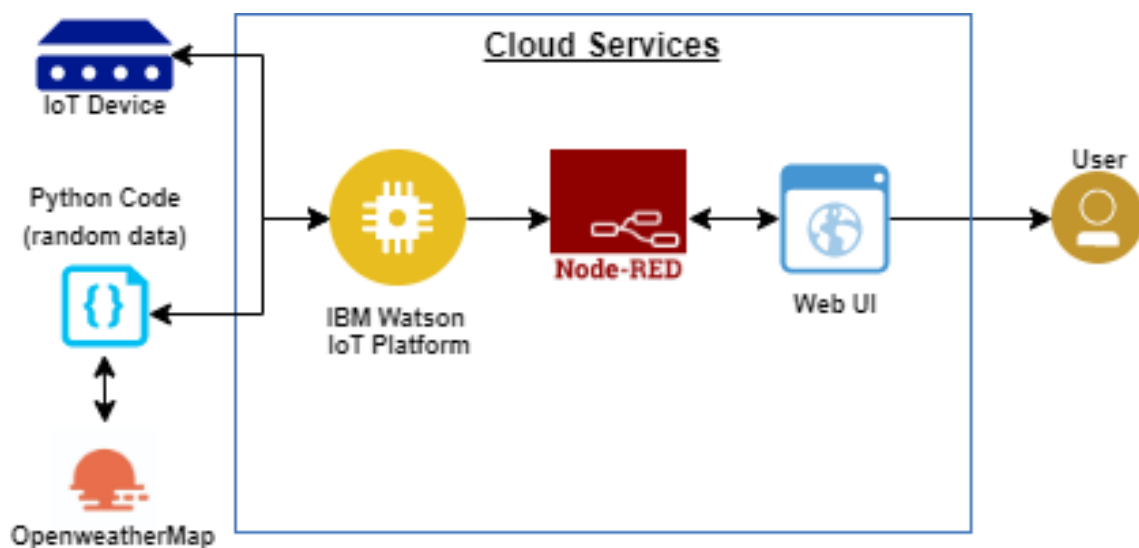 Cloud Services
IoT Device
Python Code
(random data)
{}
IBM Watson
IoT Platform
Node-RED
Web UI
User
OpenweatherMap